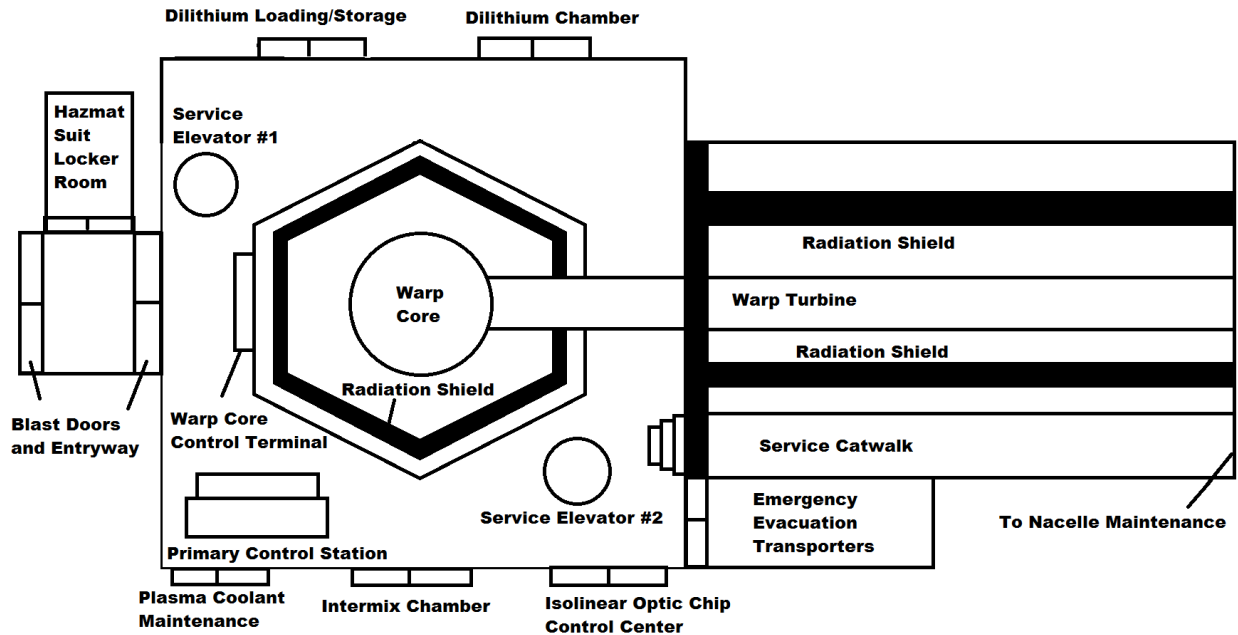 Dilithium Loading/Storage
Dilithium Chamber
Hazmat
Suit
Locker
Room
Service
Elevator #1
Radiation Shield
Warp
Core
Warp Turbine
Radiation Shield
Radiation Shield
Blast Doors
and Entryway
Warp Core
Control Terminal
Service Catwalk
Service Elevator #2
Emergency
Evacuation
Transporters
To Nacelle Maintenance
Primary Control Station
Plasma Coolant
Maintenance
Intermix Chamber
Isolinear Optic Chip
Control Center